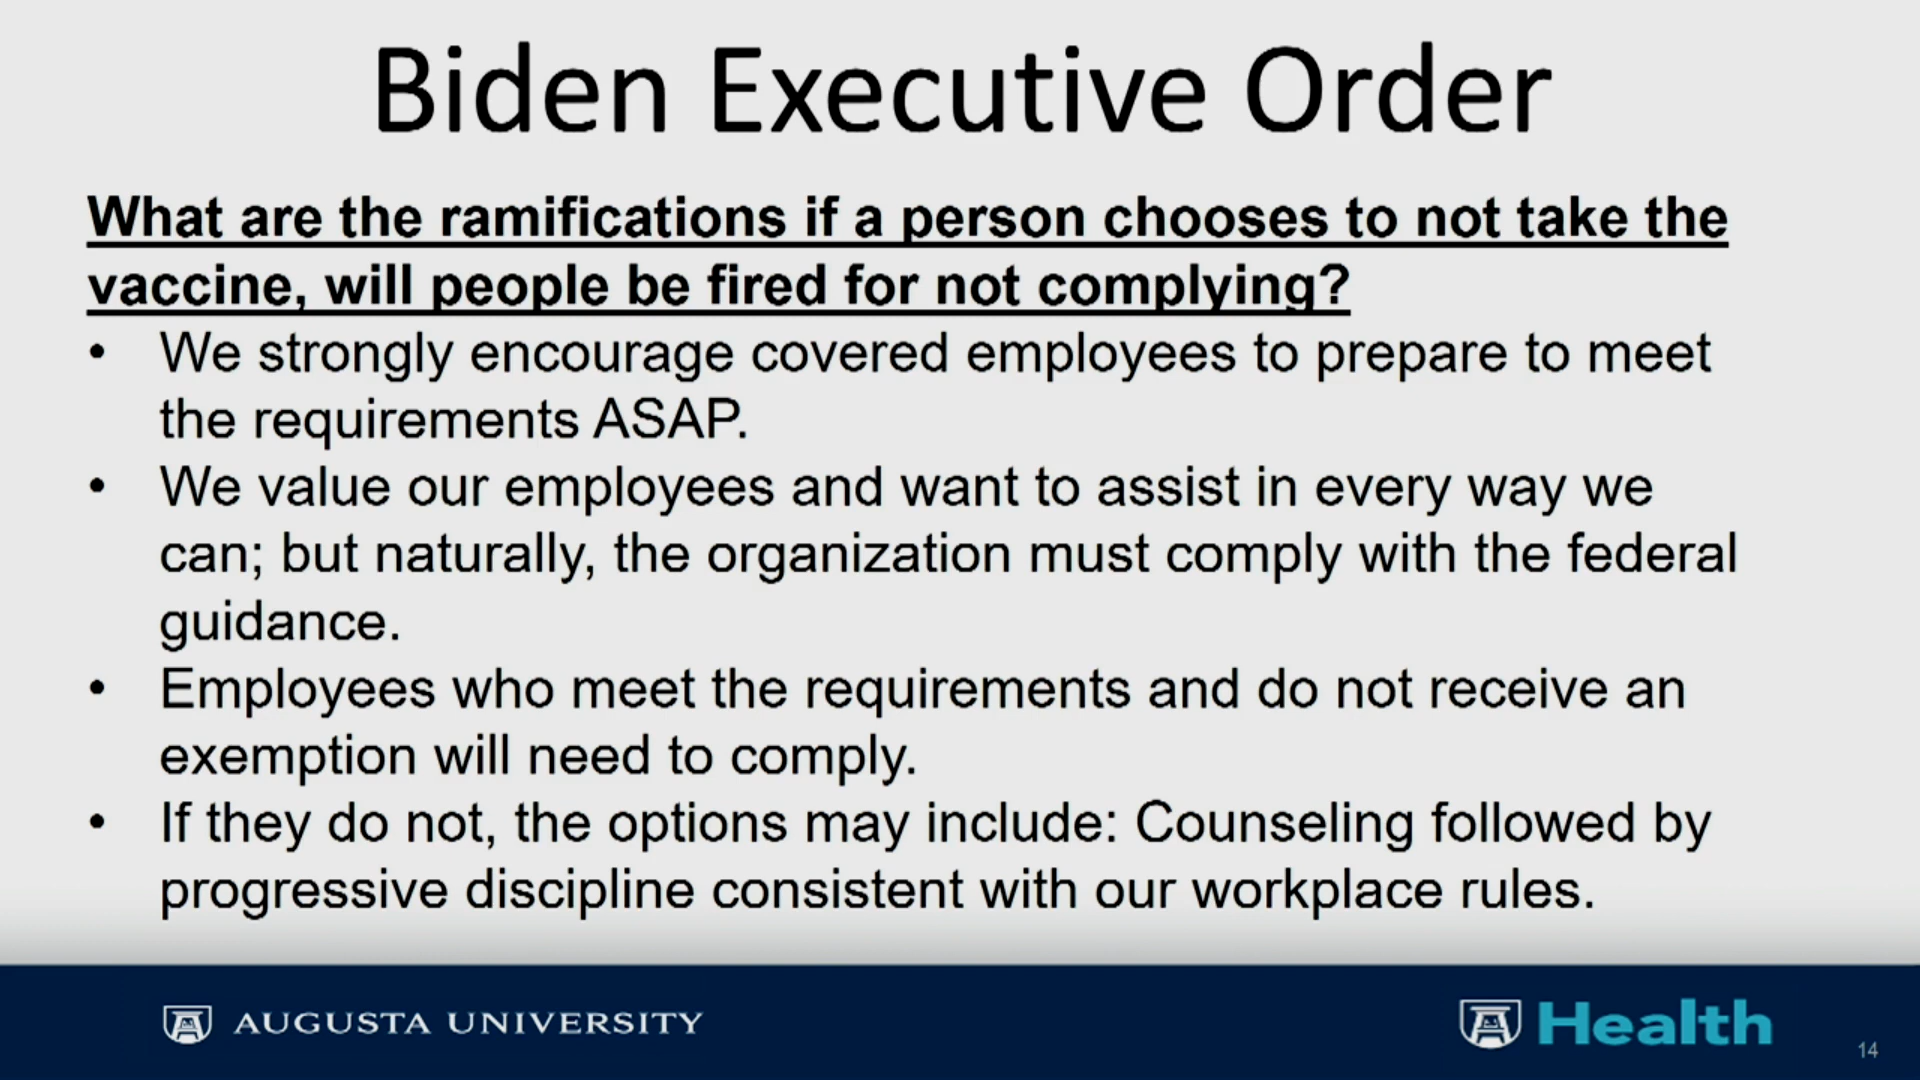 Biden Executive Order
What are the ramifications if a person chooses to not take the
vaccine, will people be fired for not complying?
• We strongly encourage covered employees to prepare to meet
the requirements ASAP.
• We value our employees and want to assist in every way we
can; but naturally, the organization must comply with the federal
guidance.
• Employees who meet the requirements and do not receive an
exemption will need to comply.
• If they do not, the options may include: Counseling followed by
progressive discipline consistent with our workplace rules.
AUGUSTA UNIVERSITY
Health
14